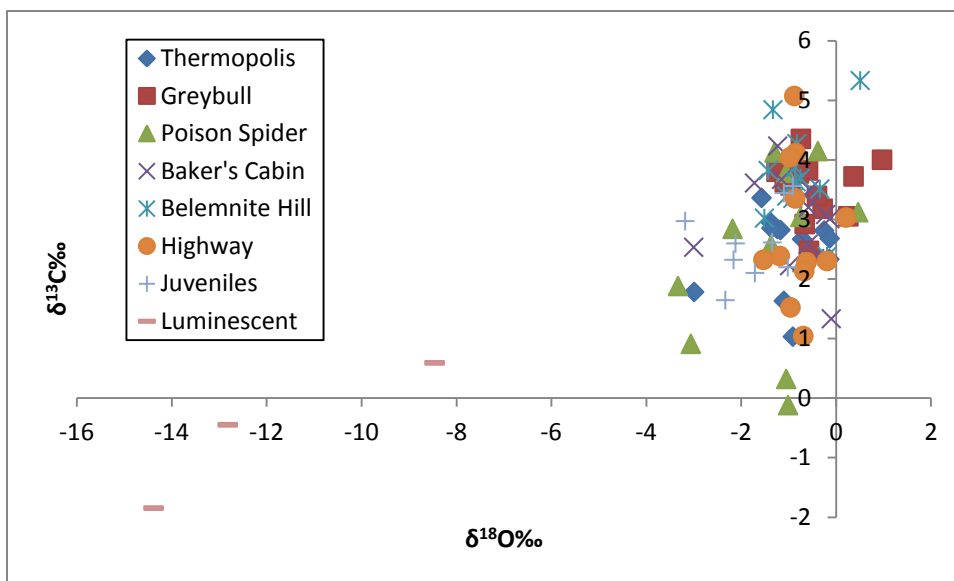 Thermopolis
Greybull
Poison Spider
Baker's Cabin
Belemnite Hill
Highway
Juveniles
Luminescent
δ¹³C‰
6
5
4
3
2
1
0
-1
-2
-16 -14 -12 -10 -8 -6 -4 -2 0 2
δ¹⁸O‰